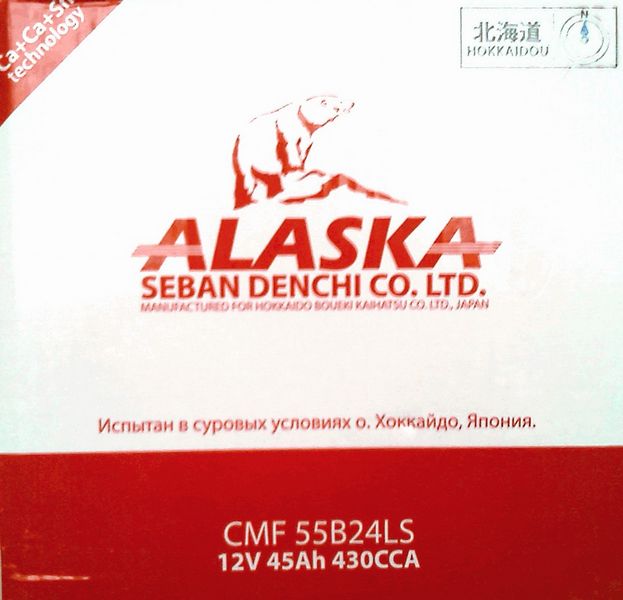 Ca+Ca+Sn
technology
北海道
HOKKAIDOU
N
ALASKA
SEBAN DENCHI CO. LTD.
MANUFACTURED FOR HOKKAIDO BOUEKI KAIHATSU CO. LTD., JAPAN
Испытан в суровых условиях о. Хоккайдо, Япония.
CMF 55B24LS
12V 45Ah 430CCA